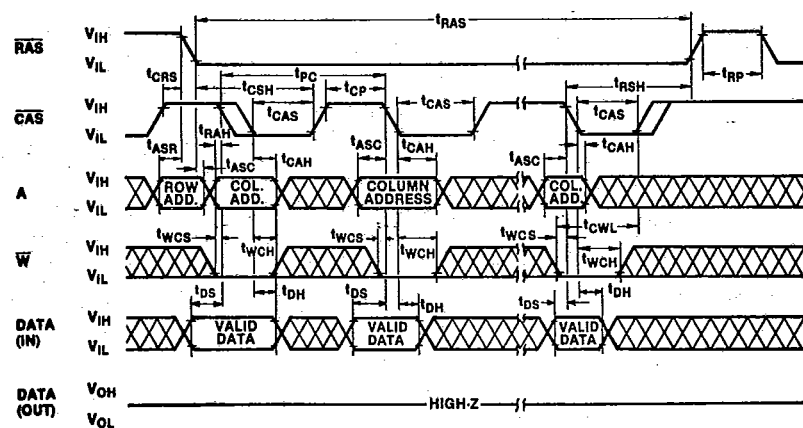 tRAS
RAS VIH
VIL
tCRS tCSH tPC tCP tRSH tRP
CAS VIH
VIL
tCAS tCAS tCAS
tRAH
tASR tASC tCAH tASC tCAH tASC tCAH
A VIH
VIL
ROW ADD. COL. ADD. COLUMN ADDRESS COL. ADD.
tWCS tWCH tWCS tWCH tWCS tCWL tWCH
W VIH
VIL
tDS tDH tDS tDH tDS tDH
DATA (IN) VIH
VIL
VALID DATA VALID DATA VALID DATA
DATA (OUT) VOH
VOL
HIGH-Z